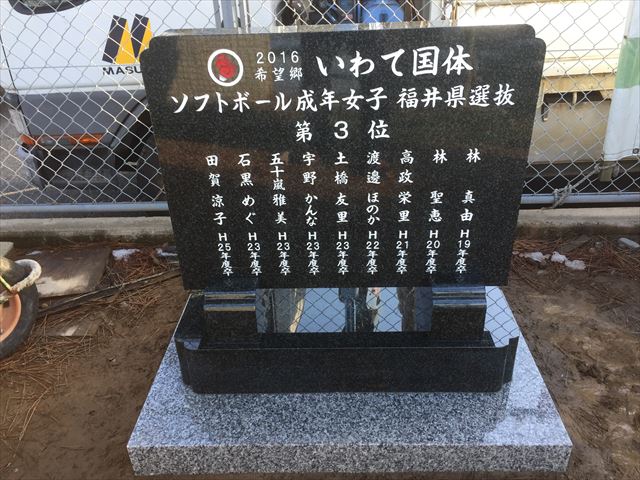 2016
希望郷
いわて国体
ソフトボール成年女子 福井県選抜
第 3 位
林 真由 H19年度卒
林 聖恵 H20年度卒
高政栄里 H21年度卒
渡邊ほのか H22年度卒
土橋友里 H23年度卒
宇野かんな H23年度卒
五十嵐雅美 H23年度卒
石黒めぐ H23年度卒
田賀涼子 H25年度卒